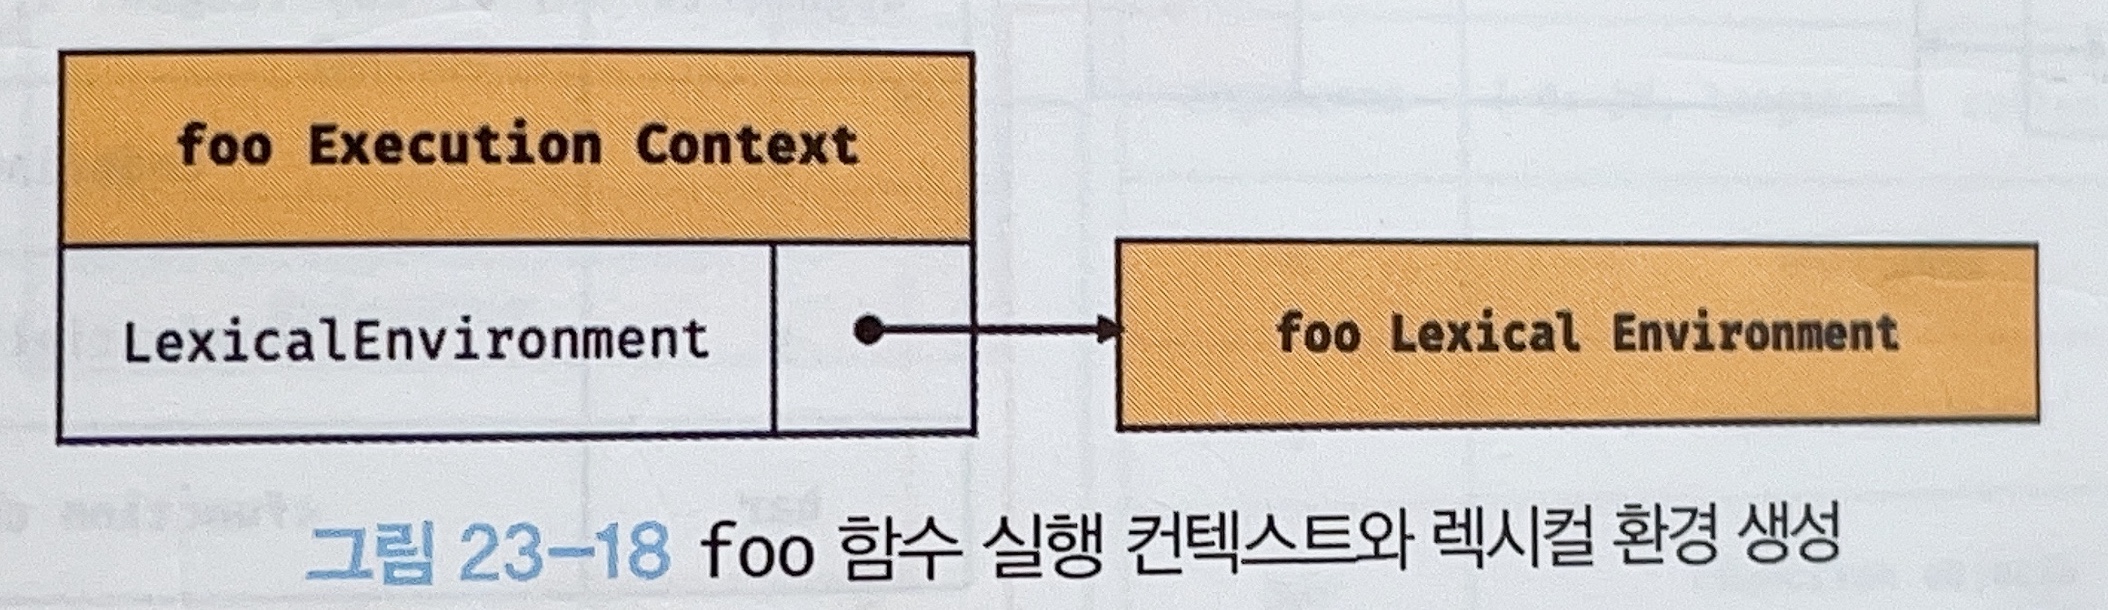 foo Execution Context
LexicalEnvironment
foo Lexical Environment
그림 23-18 foo 함수 실행 컨텍스트와 렉시컬 환경 생성